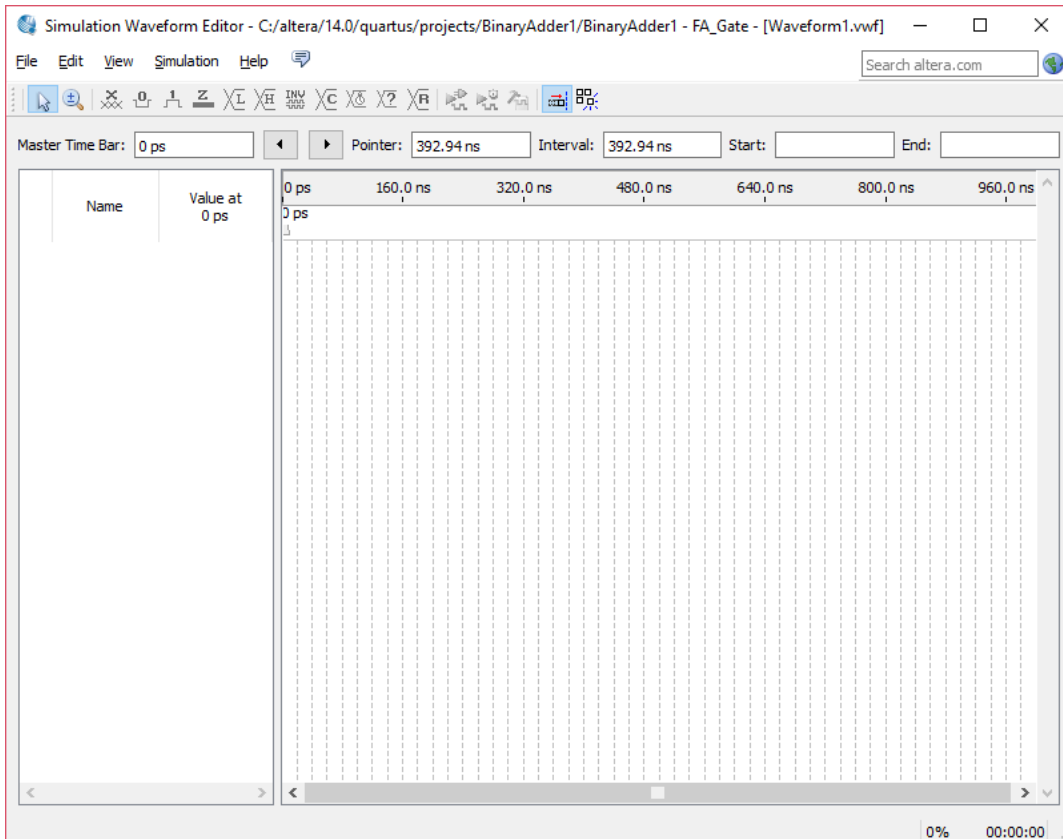 Simulation Waveform Editor - C:/altera/14.0/quartus/projects/BinaryAdder1/BinaryAdder1 - FA_Gate - [Waveform1.vwf]
File Edit View Simulation Help
Search altera.com
X 0 1 Z L H INV C ? R
Master Time Bar: 0 ps Pointer: 392.94 ns Interval: 392.94 ns Start: End:
Name
Value at
0 ps
0 ps 160.0 ns 320.0 ns 480.0 ns 640.0 ns 800.0 ns 960.0 ns
0 ps
0% 00:00:00